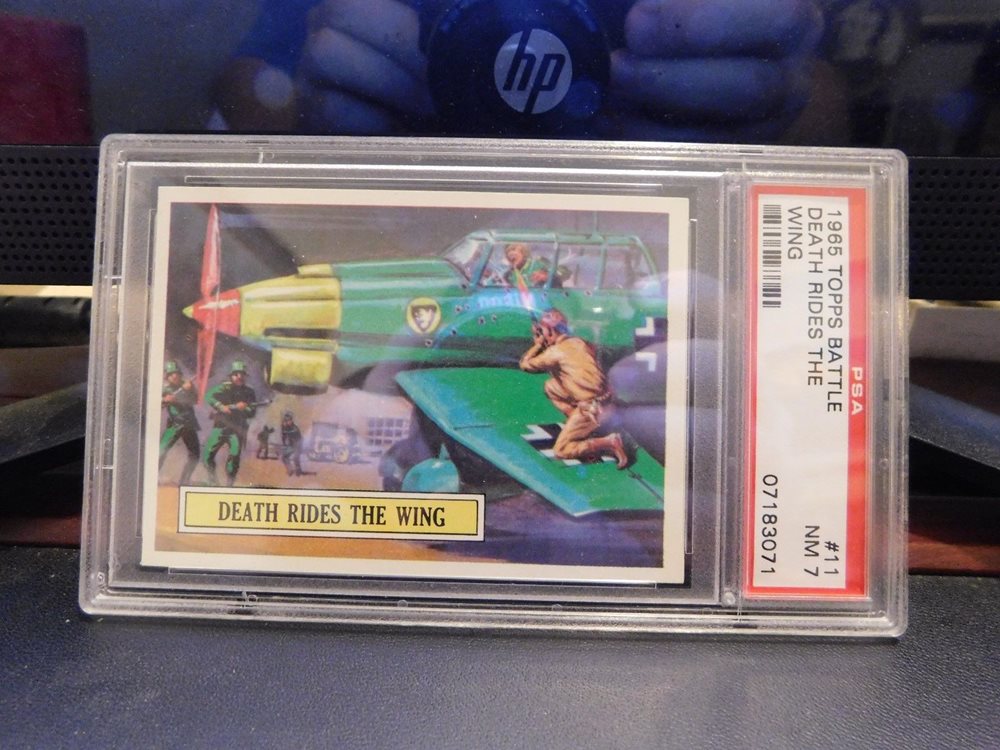 hp
DEATH RIDES THE WING
PSA
1965 TOPPS BATTLE
DEATH RIDES THE
WING
#11
NM 7
07183071